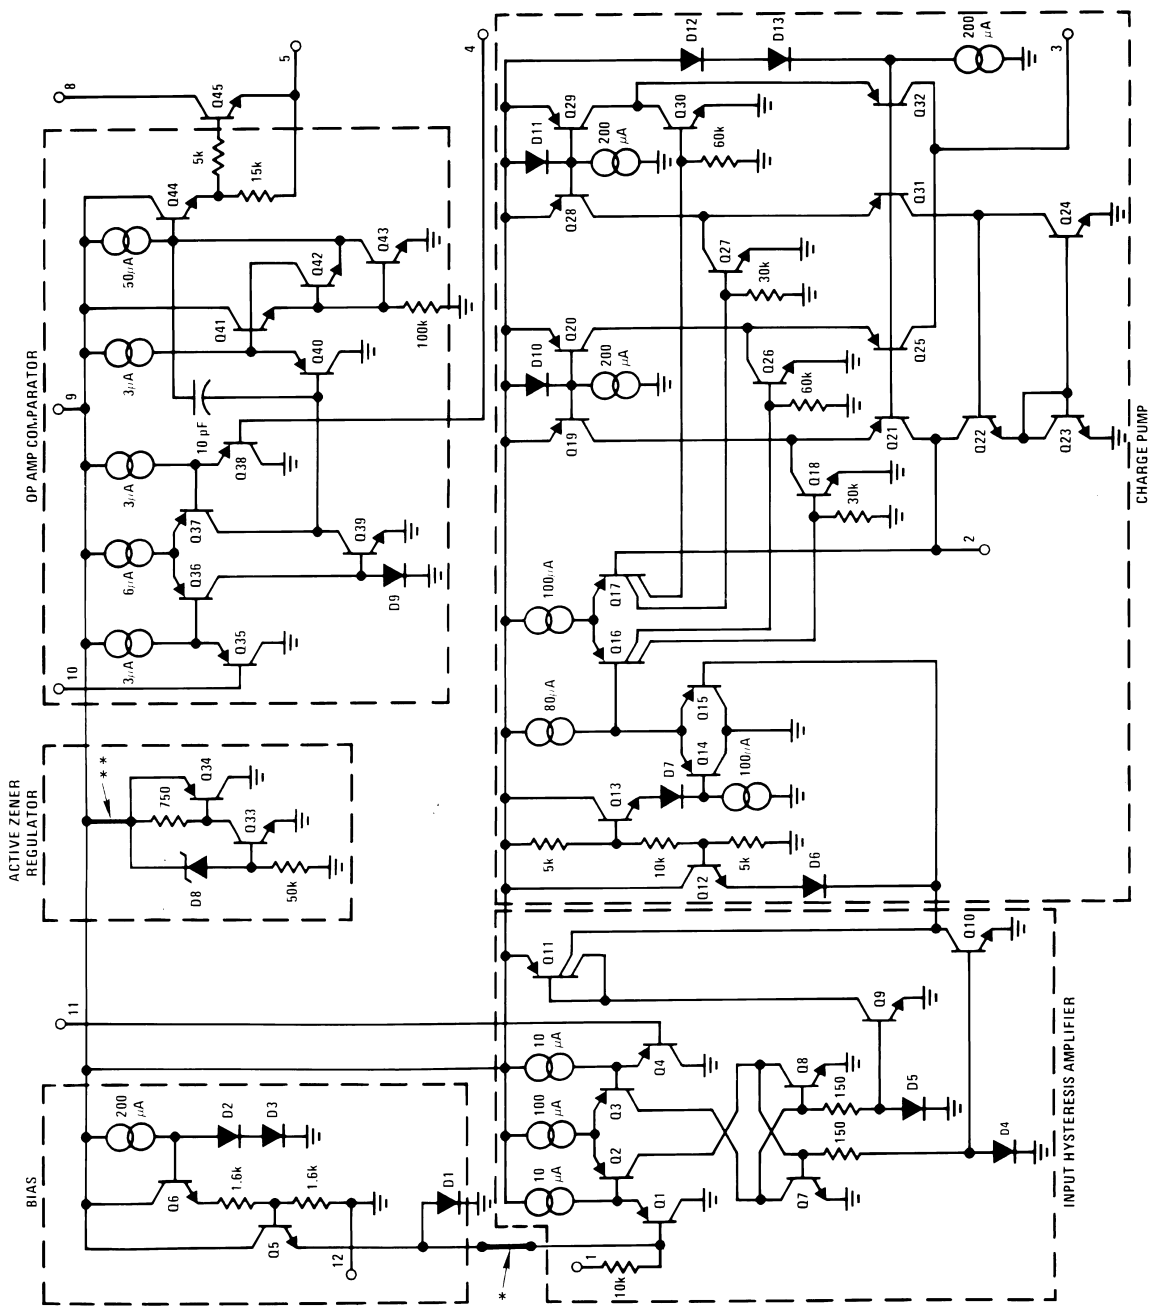 BIAS
200
μA
D2
D3
Q6
1.6k
1.6k
Q5
12
D1
*
ACTIVE ZENER
REGULATOR
**
750
Q34
Q33
D8
50k
11
OP AMP COMPARATOR
10
9
8
5
4
3μA
6μA
3μA
3μA
50μA
Q35
Q36
Q37
Q38
Q39
D9
10 pF
Q40
Q41
Q42
Q43
100k
Q44
5k
15k
Q45
INPUT HYSTERESIS AMPLIFIER
1
10k
10
μA
100
μA
10
μA
Q1
Q2
Q3
Q4
Q7
Q8
150
150
D4
D5
Q9
Q10
Q11
CHARGE PUMP
5k
10k
5k
Q12
D6
Q13
D7
100μA
Q14
Q15
80μA
100μA
Q16
Q17
2
Q18
30k
Q19
D10
200
μA
Q20
Q21
Q22
Q23
Q24
Q25
Q26
60k
Q27
30k
Q28
D11
200
μA
Q29
Q30
60k
Q31
Q32
D12
D13
200
μA
3